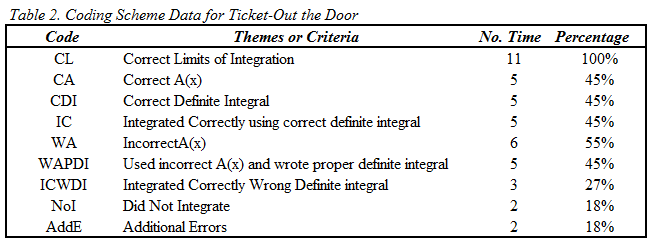 Table 2. Coding Scheme Data for Ticket-Out the Door
Code Themes or Criteria No. Time Percentage
CL Correct Limits of Integration 11 100%
CA Correct A(x) 5 45%
CDI Correct Definite Integral 5 45%
IC Integrated Correctly using correct definite integral 5 45%
WA IncorrectA(x) 6 55%
WAPDI Used incorrect A(x) and wrote proper definite integral 5 45%
ICWDI Integrated Correctly Wrong Definite integral 3 27%
NoI Did Not Integrate 2 18%
AddE Additional Errors 2 18%